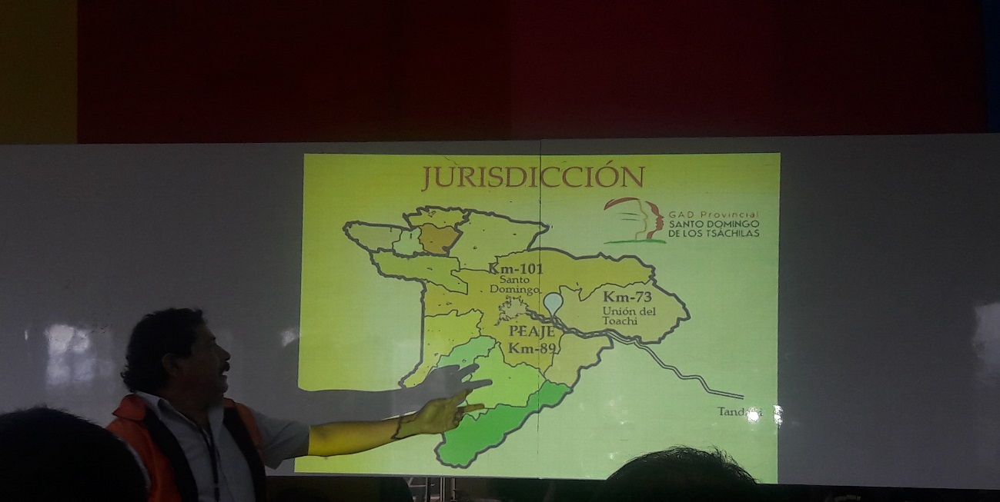 JURISDICCIÓN
GAD Provincial
SANTO DOMINGO
DE LOS TSÁCHILAS
Km-101
Santo
Domingo
Km-73
Unión del
Toachi
PEAJE
Km-89